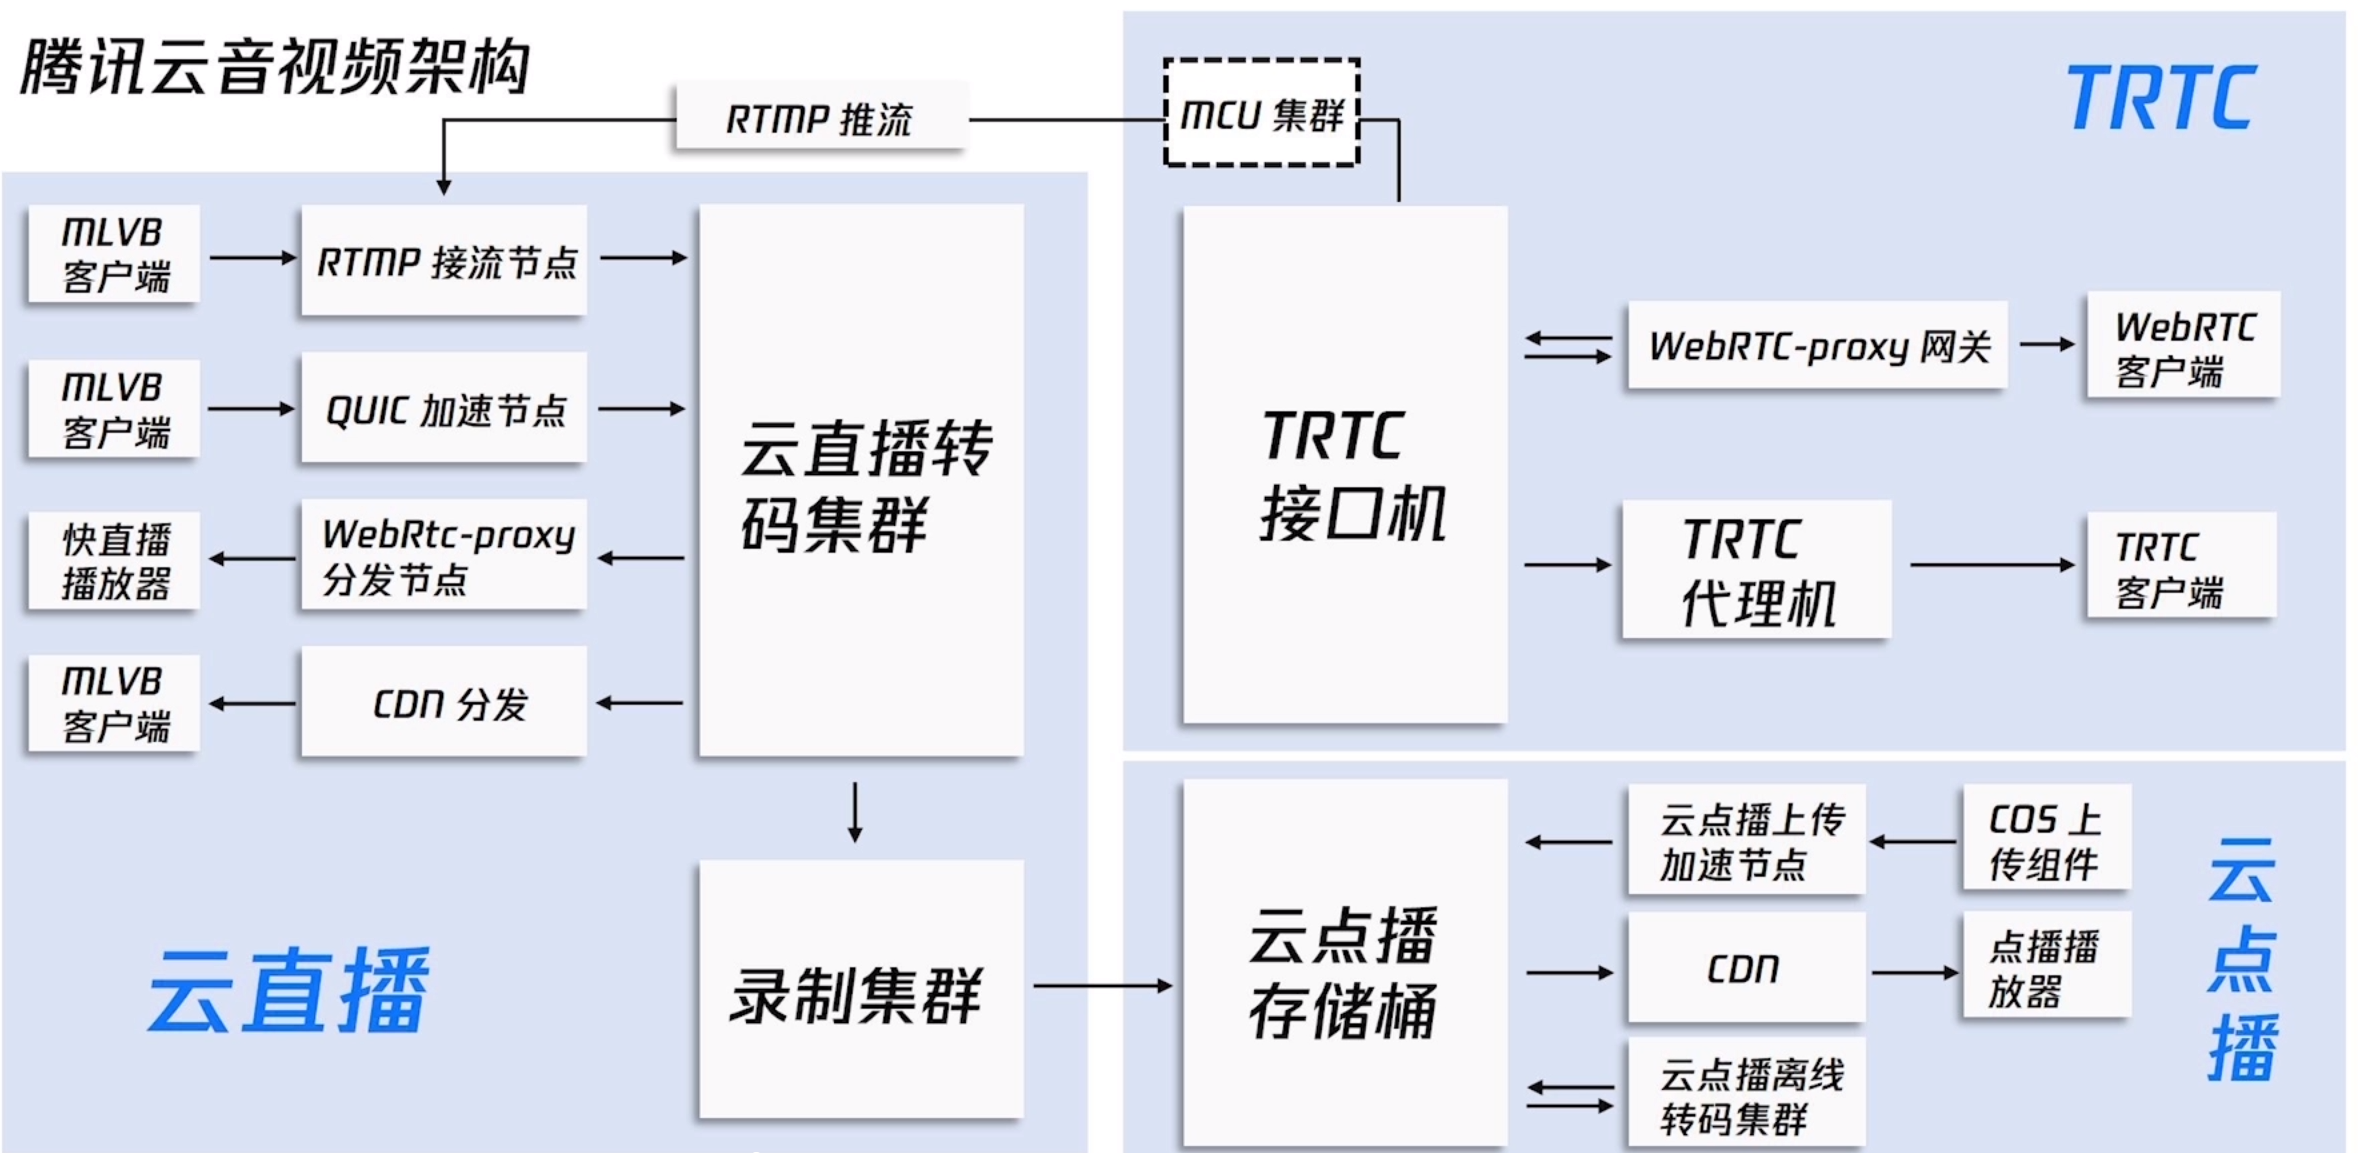 腾讯云音视频架构
RTMP 推流
MCU 集群
TRTC
MLVB
客户端
RTMP 接流节点
MLVB
客户端
QUIC 加速节点
快直播
播放器
WebRtc-proxy
分发节点
MLVB
客户端
CDN 分发
云直播转
码集群
云直播
录制集群
TRTC
接口机
WebRTC-proxy 网关
WebRTC
客户端
TRTC
代理机
TRTC
客户端
云点播
存储桶
云点播上传
加速节点
COS 上
传组件
CDN
点播播
放器
云点播离线
转码集群
云
点
播